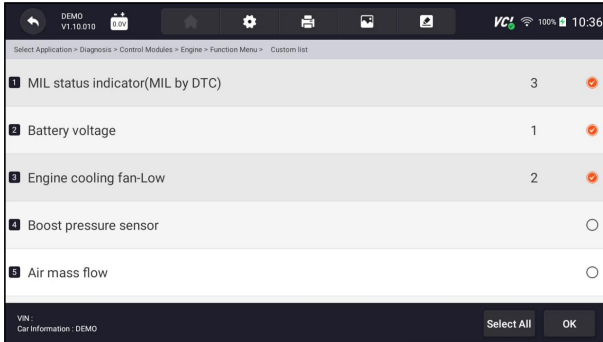 DEMO
V1.10.010
0.0V
VC! 100% 10:36
Select Application > Diagnosis > Control Modules > Engine > Function Menu > Custom list
1 MIL status indicator(MIL by DTC) 3
2 Battery voltage 1
3 Engine cooling fan-Low 2
4 Boost pressure sensor
5 Air mass flow
VIN :
Car Information : DEMO
Select All OK